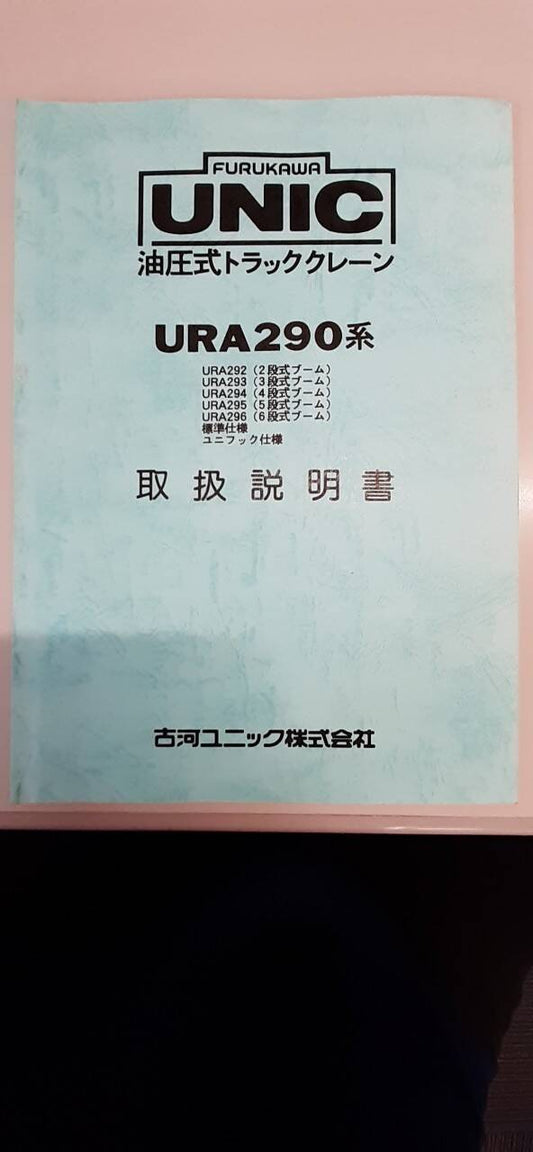 FURUKAWA
UNIC
油圧式トラッククレーン
URA290系
URA292(2段式ブーム)
URA293(3段式ブーム)
URA294(4段式ブーム)
URA295(5段式ブーム)
URA296(6段式ブーム)
標準仕様
ユニフック仕様
取扱説明書
古河ユニック株式会社